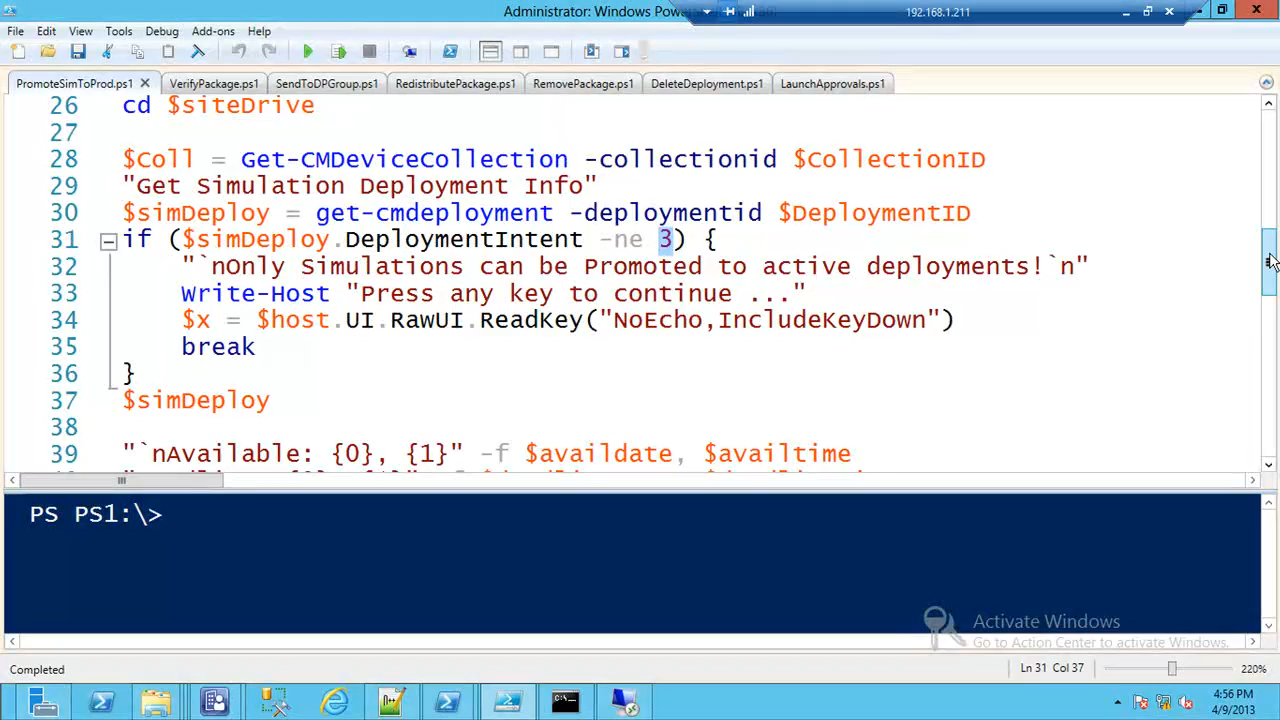 Administrator: Windows Powe
192.168.1.211
File Edit View Tools Debug Add-ons Help
PromoteSimToProd.ps1 VerifyPackage.ps1 SendToDPGroup.ps1 RedistributePackage.ps1 RemovePackage.ps1 DeleteDeployment.ps1 LaunchApprovals.ps1
26 cd $siteDrive
27
28 $Coll = Get-CMDeviceCollection -collectionid $CollectionID
29 "Get Simulation Deployment Info"
30 $simDeploy = get-cmdeployment -deploymentid $DeploymentID
31 if ($simDeploy.DeploymentIntent -ne 3) {
32 "`nOnly Simulations can be Promoted to active deployments!`n"
33 Write-Host "Press any key to continue ..."
34 $x = $host.UI.RawUI.ReadKey("NoEcho,IncludeKeyDown")
35 break
36 }
37 $simDeploy
38
39 "`nAvailable: {0}, {1}" -f $availdate, $availtime
PS PS1:\>
Activate Windows
Go to Action Center to activate Windows.
Completed Ln 31 Col 37 220%
4:56 PM
4/9/2013